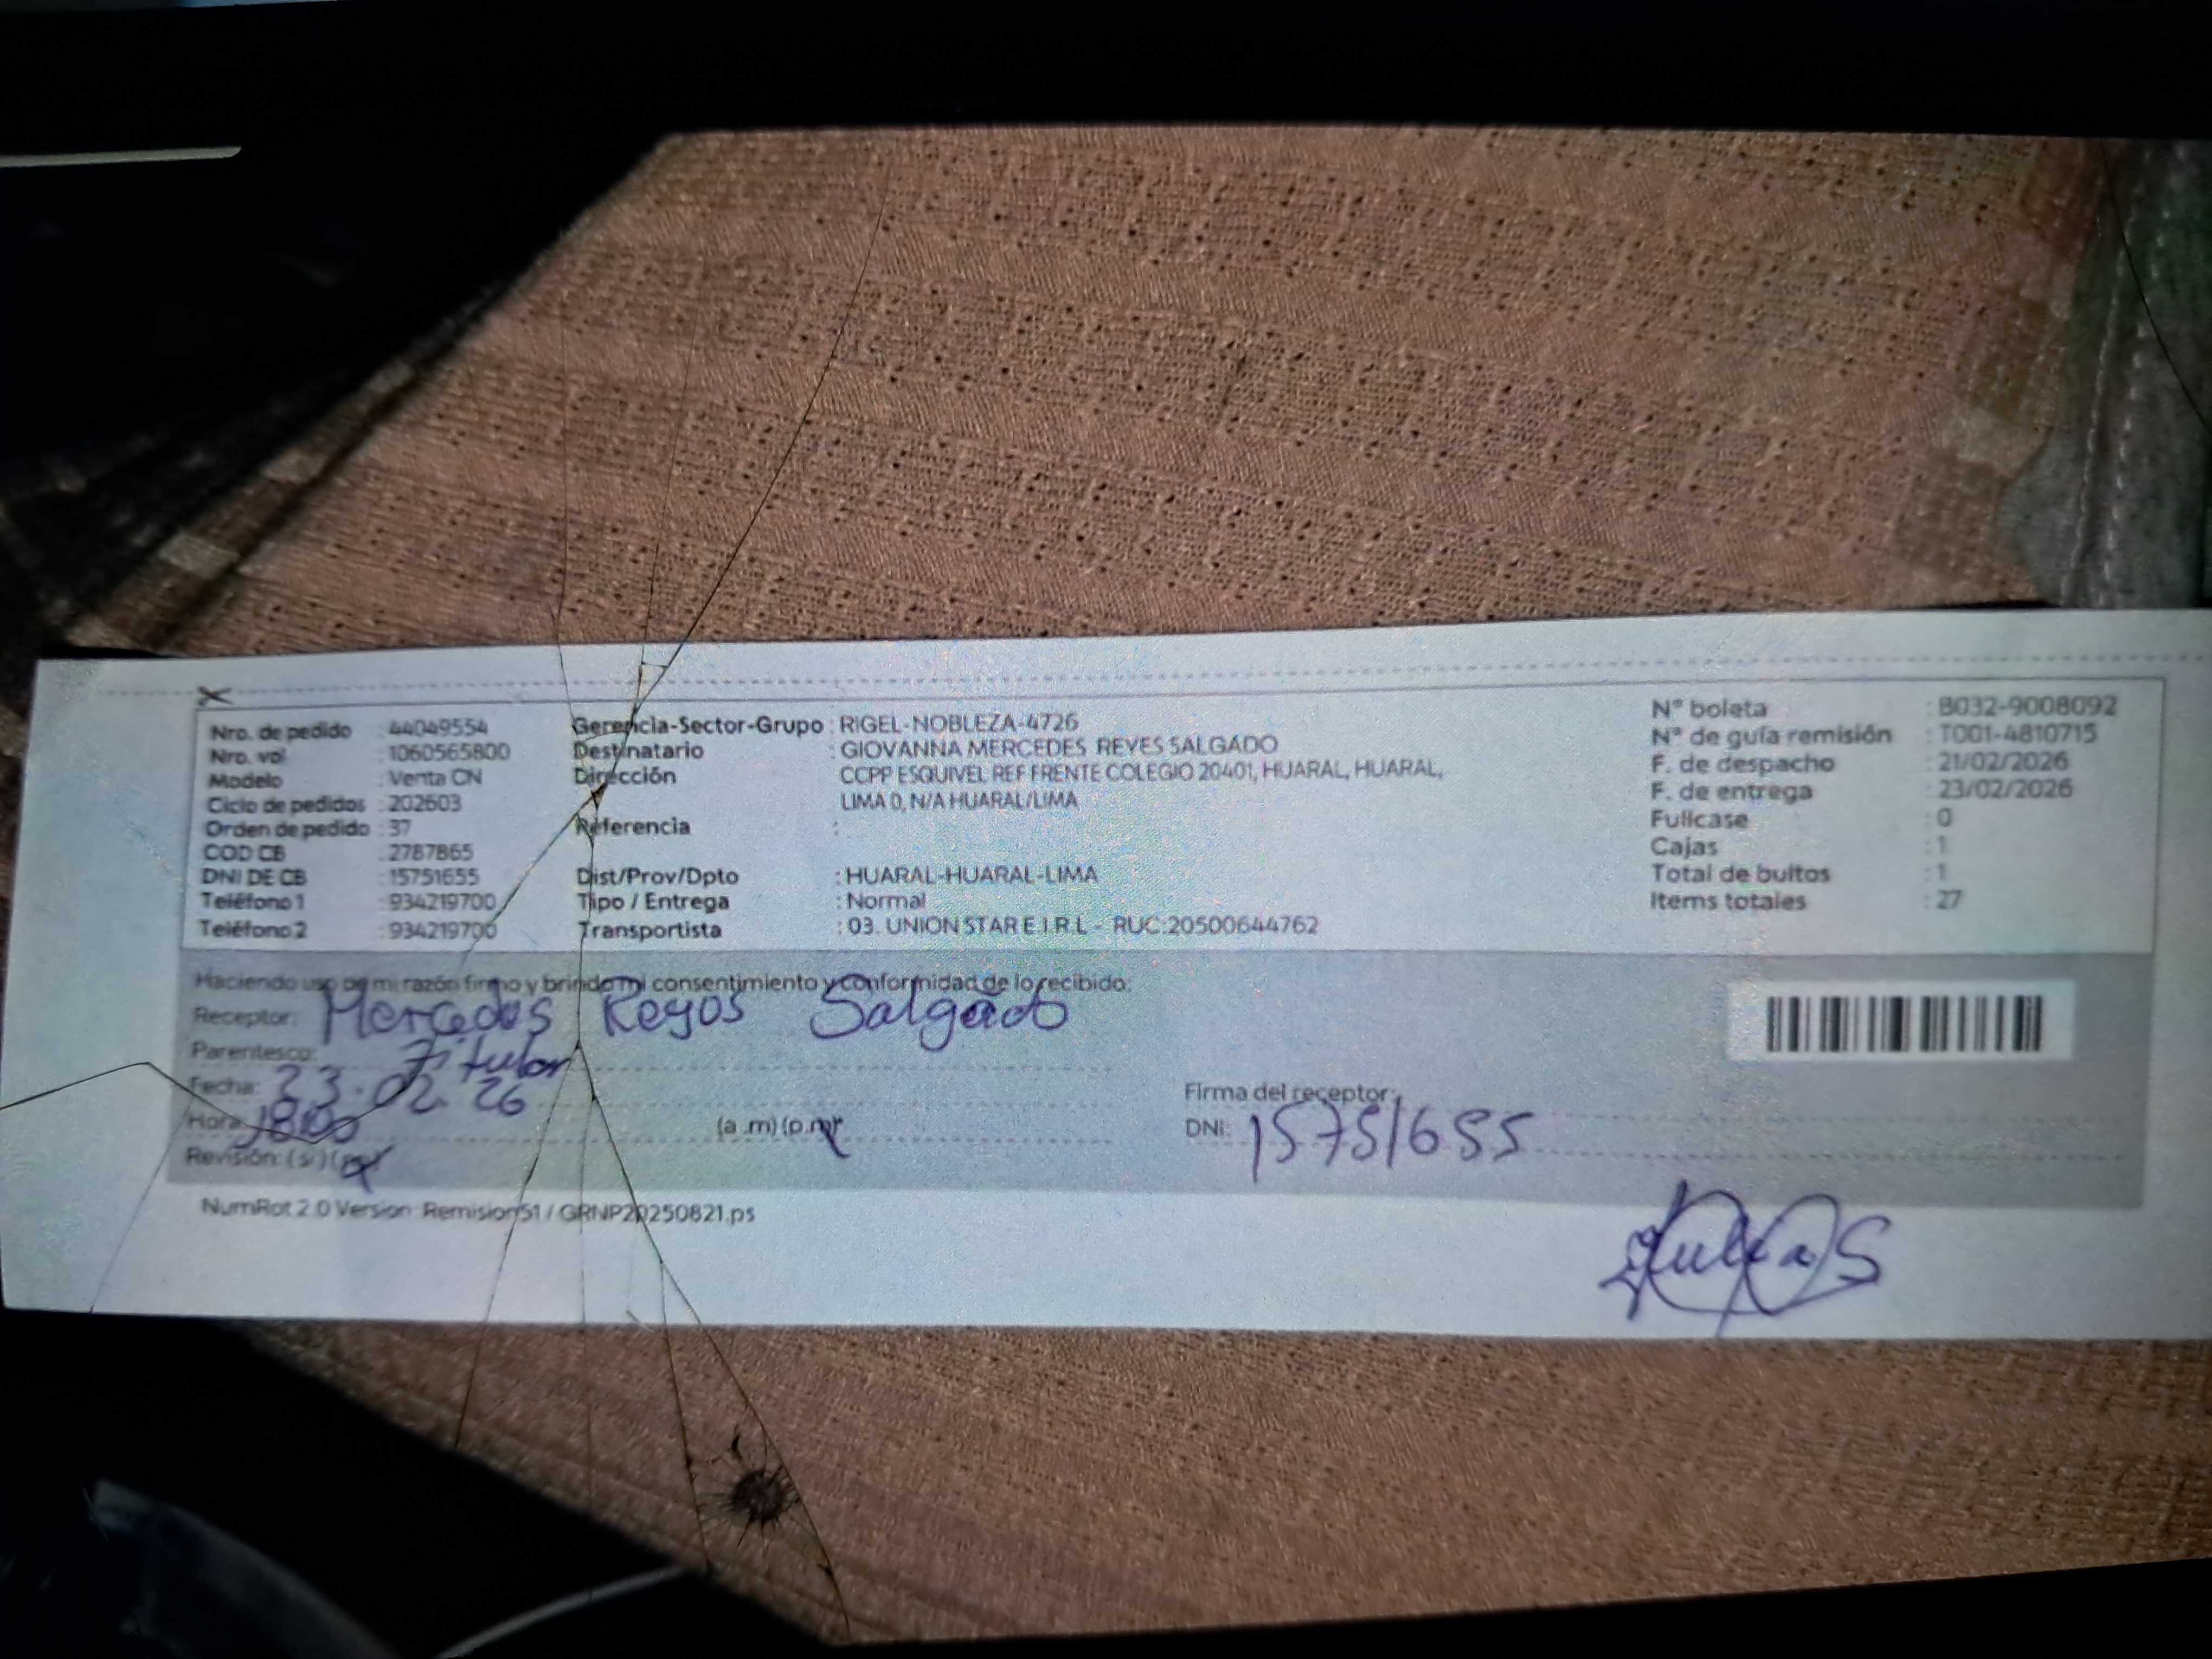 Nro. de pedido : 44049554
Nro. vol : 1060565800
Modelo : Venta CN
Ciclo de pedidos : 202603
Orden de pedido : 37
COD CB : 2787865
DNI DE CB : 15751655
Teléfono 1 : 934219700
Teléfono 2 : 934219700
Gerencia-Sector-Grupo : RIGEL-NOBLEZA-4726
Destinatario : GIOVANNA MERCEDES REYES SALGADO
Dirección CCPP ESQUIVEL REF FRENTE COLEGIO 20401, HUARAL, HUARAL,
LIMA 0, N/A HUARAL/LIMA
Referencia :
Dist/Prov/Dpto : HUARAL-HUARAL-LIMA
Tipo / Entrega : Normal
Transportista : 03. UNION STAR E.I.R.L - RUC:20500644762
N° boleta : B032-9008092
N° de guía remisión : T001-4810715
F. de despacho : 21/02/2026
F. de entrega : 23/02/2026
Fullcase : 0
Cajas : 1
Total de bultos : 1
Items totales : 27
Haciendo uso de mi razón firmo y brindo mi consentimiento y conformidad de lo recibido:
Receptor: Mercedes Reyes Salgado
Parentesco: Titular
Fecha: 23.02.26
Hora: (a.m) (p.m)
Revisión: (si) (no)
Firma del receptor:
DNI: 15751655
NumRot 2.0 Version: Remision51 / GRNP20250821.ps